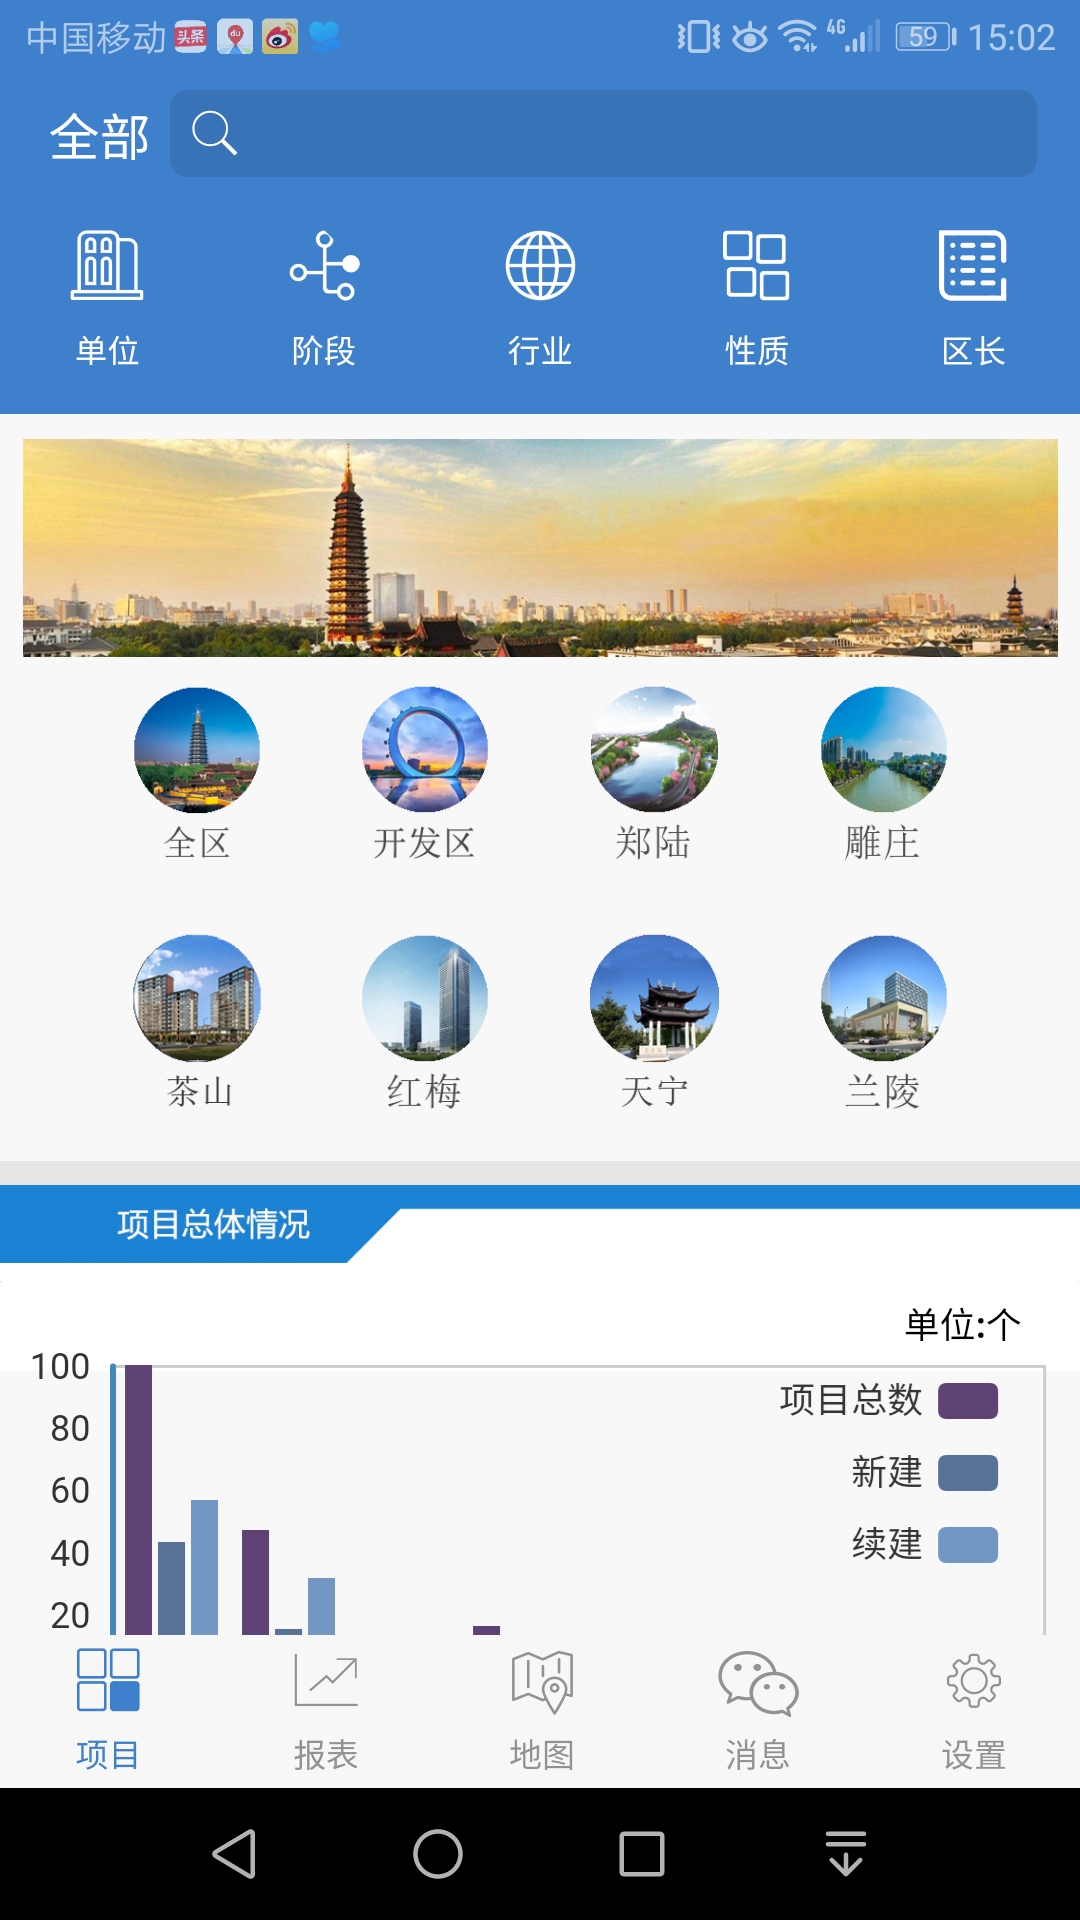 中国移动 头条 du 4G 59 15:02
全部
单位 阶段 行业 性质 区长
全区 开发区 郑陆 雕庄
茶山 红梅 天宁 兰陵
项目总体情况
单位:个
100
项目总数
80
新建
60
续建
40
20
项目 报表 地图 消息 设置